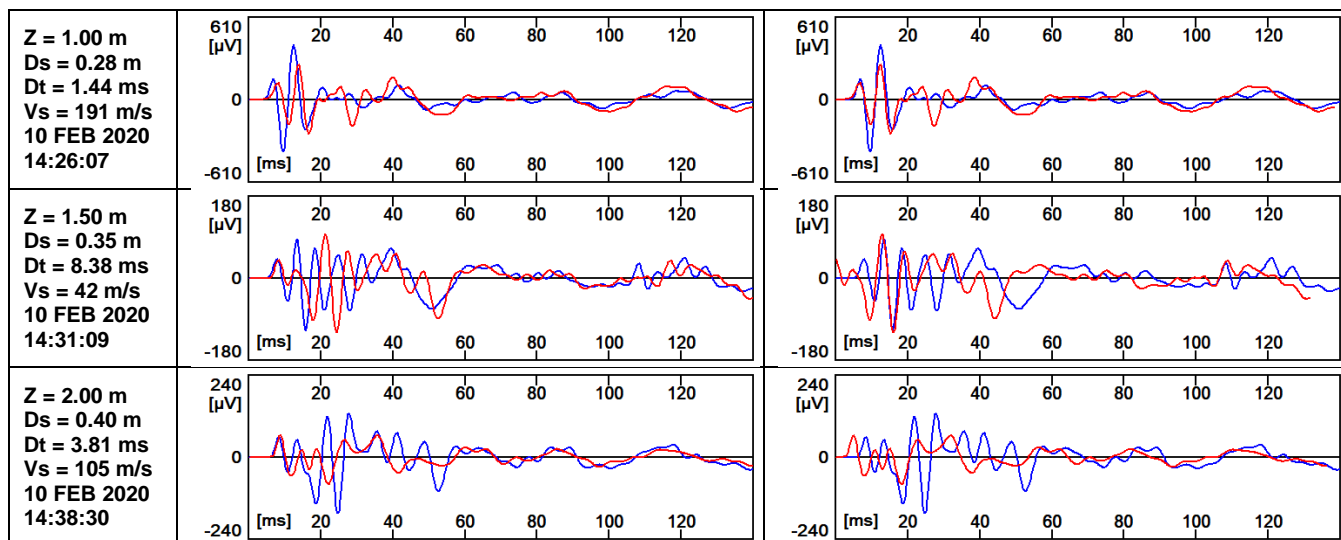 Z = 1.00 m
Ds = 0.28 m
Dt = 1.44 ms
Vs = 191 m/s
10 FEB 2020
14:26:07
610 20 40 60 80 100 120
[µV]
0
[ms] 20 40 60 80 100 120
-610
610 20 40 60 80 100 120
[µV]
0
[ms] 20 40 60 80 100 120
-610
Z = 1.50 m
Ds = 0.35 m
Dt = 8.38 ms
Vs = 42 m/s
10 FEB 2020
14:31:09
180 20 40 60 80 100 120
[µV]
0
[ms] 20 40 60 80 100 120
-180
180 20 40 60 80 100 120
[µV]
0
[ms] 20 40 60 80 100 120
-180
Z = 2.00 m
Ds = 0.40 m
Dt = 3.81 ms
Vs = 105 m/s
10 FEB 2020
14:38:30
240 20 40 60 80 100 120
[µV]
0
[ms] 20 40 60 80 100 120
-240
240 20 40 60 80 100 120
[µV]
0
[ms] 20 40 60 80 100 120
-240